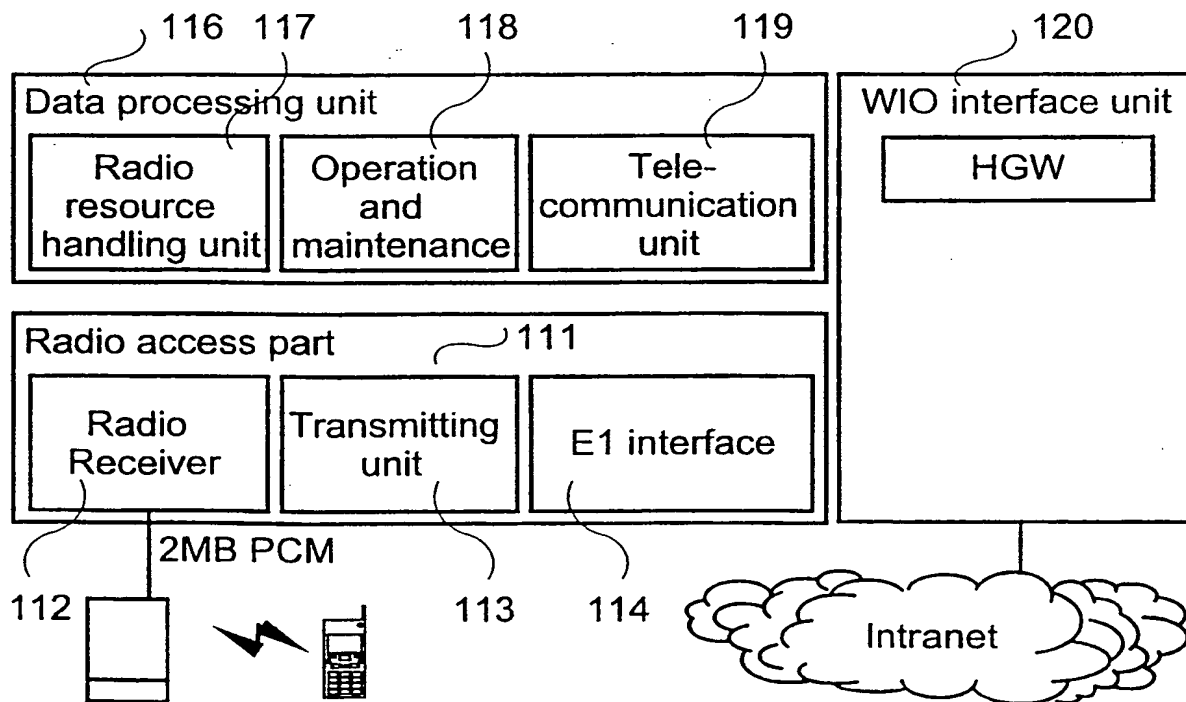 116
117
118
119
120
Data processing unit
WIO interface unit
Radio
resource
handling unit
Operation
and
maintenance
Tele-
communication
unit
HGW
Radio access part
111
Radio
Receiver
Transmitting
unit
E1 interface
2MB PCM
112
113
114
Intranet